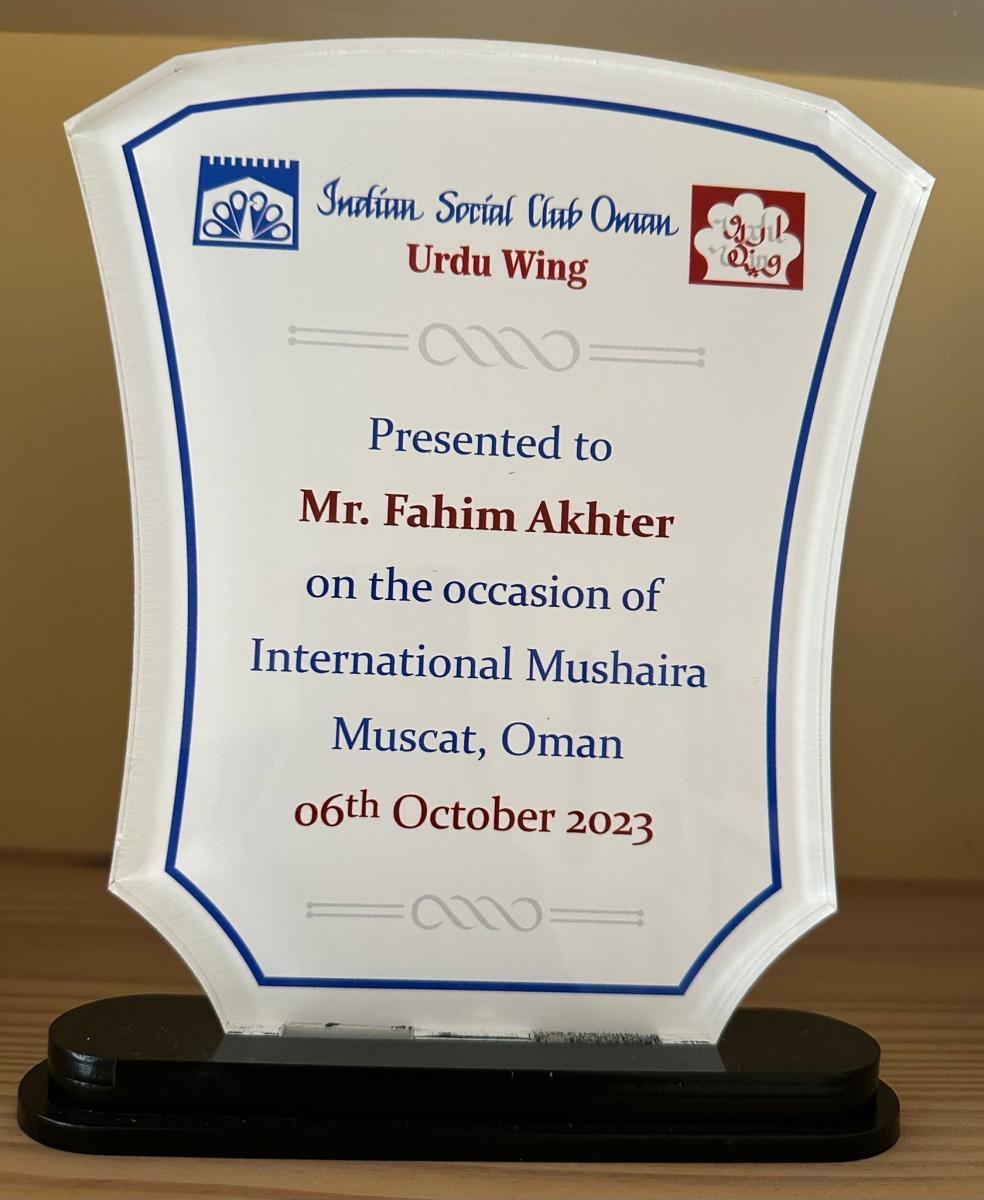 Indian Social Club Oman
Urdu Wing
Presented to
Mr. Fahim Akhter
on the occasion of
International Mushaira
Muscat, Oman
06th October 2023